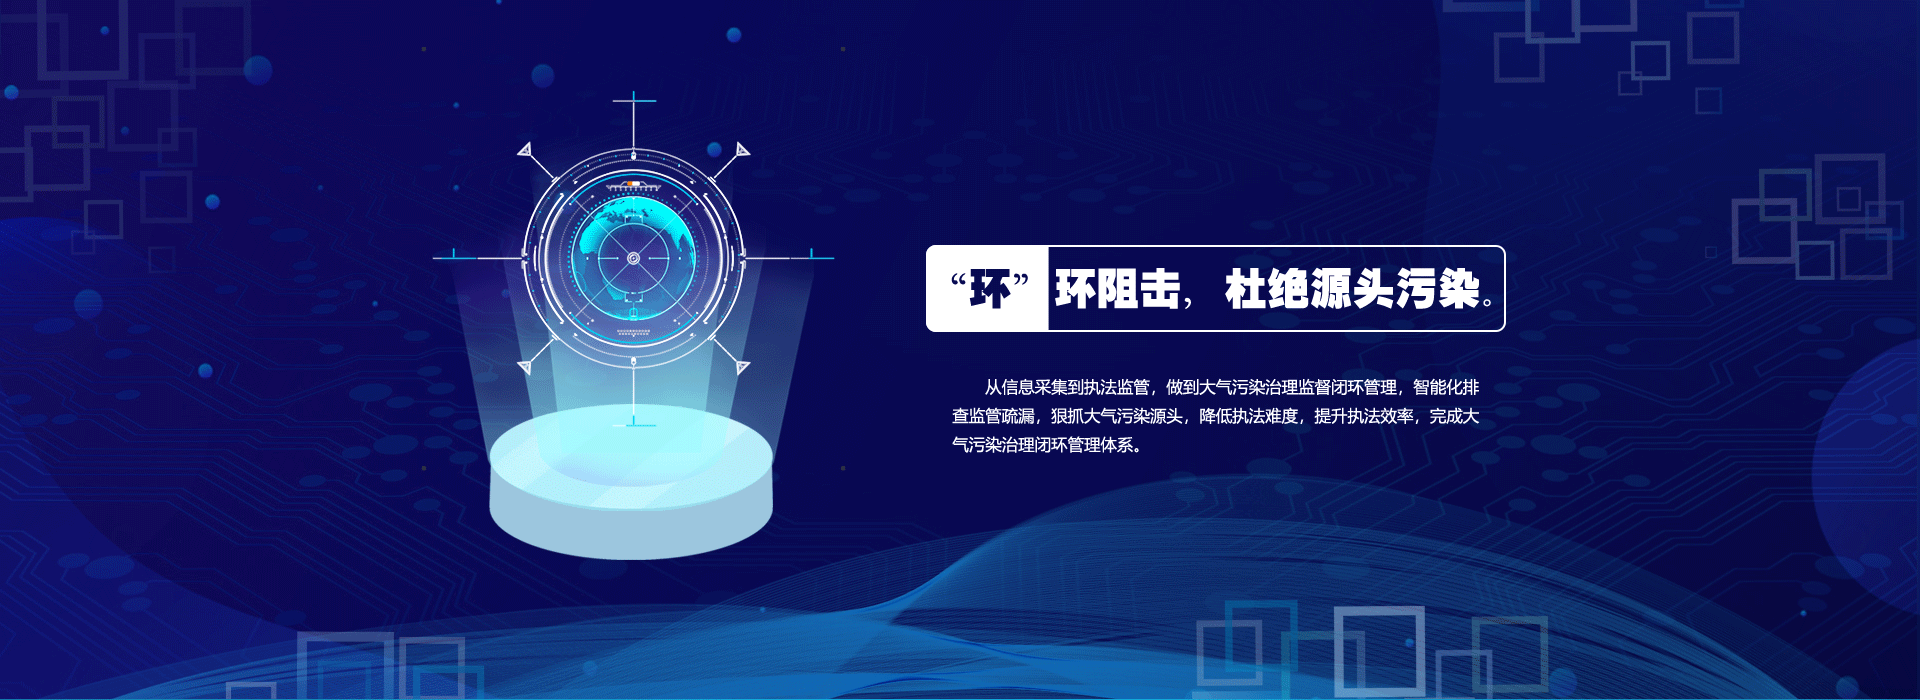 “环” 环阻击，杜绝源头污染。
从信息采集到执法监管，做到大气污染治理监督闭环管理，智能化排
查监管疏漏，狠抓大气污染源头，降低执法难度，提升执法效率，完成大
气污染治理闭环管理体系。